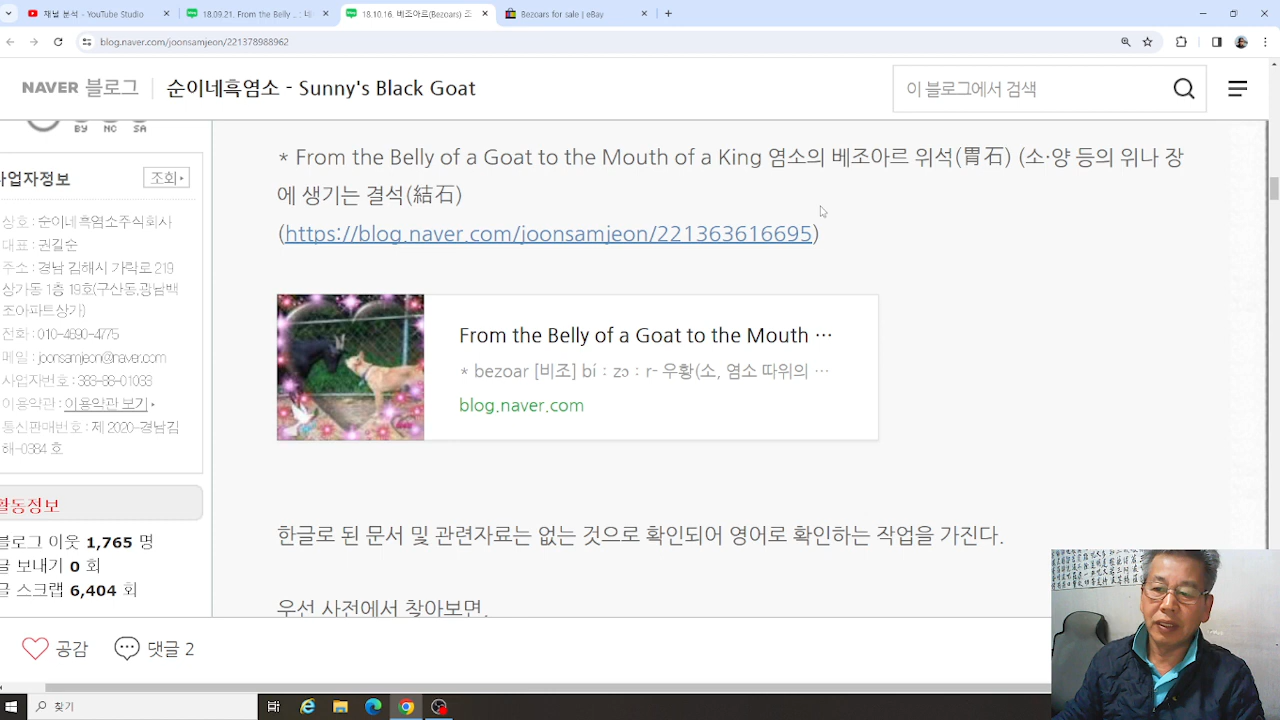 채널 분석 - YouTube Studio
18.09.21. From the Belly ... : 네
18.10.16. 베조아르(Bezoars) 조
Bezoars for sale | eBay
blog.naver.com/joonsamjeon/221378988962
NAVER 블로그
순이네흑염소 - Sunny's Black Goat
이 블로그에서 검색
BY NC SA
사업자정보
조회
상호 : 순이네흑염소주식회사
대표 : 권길순
주소 : 경남 김해시 가락로 219
상가동 1층 19호(구산동,광남백
조아파트상가)
전화 : 010-4690-4775
메일 : joonsamjeon@naver.com
사업자번호 : 383-88-01033
이용약관 : 이용약관 보기
통신판매번호 : 제 2020-경남김
해-0384 호
활동정보
블로그 이웃 1,765 명
글 보내기 0 회
글 스크랩 6,404 회
* From the Belly of a Goat to the Mouth of a King 염소의 베조아르 위석(胃石) (소·양 등의 위나 장
에 생기는 결석(結石)
(https://blog.naver.com/joonsamjeon/221363616695)
From the Belly of a Goat to the Mouth ···
* bezoar [비조] bí : zɔ : r- 우황(소, 염소 따위의 ···
blog.naver.com
한글로 된 문서 및 관련자료는 없는 것으로 확인되어 영어로 확인하는 작업을 가진다.
우선 사전에서 찾아보면,
공감
댓글 2
찾기